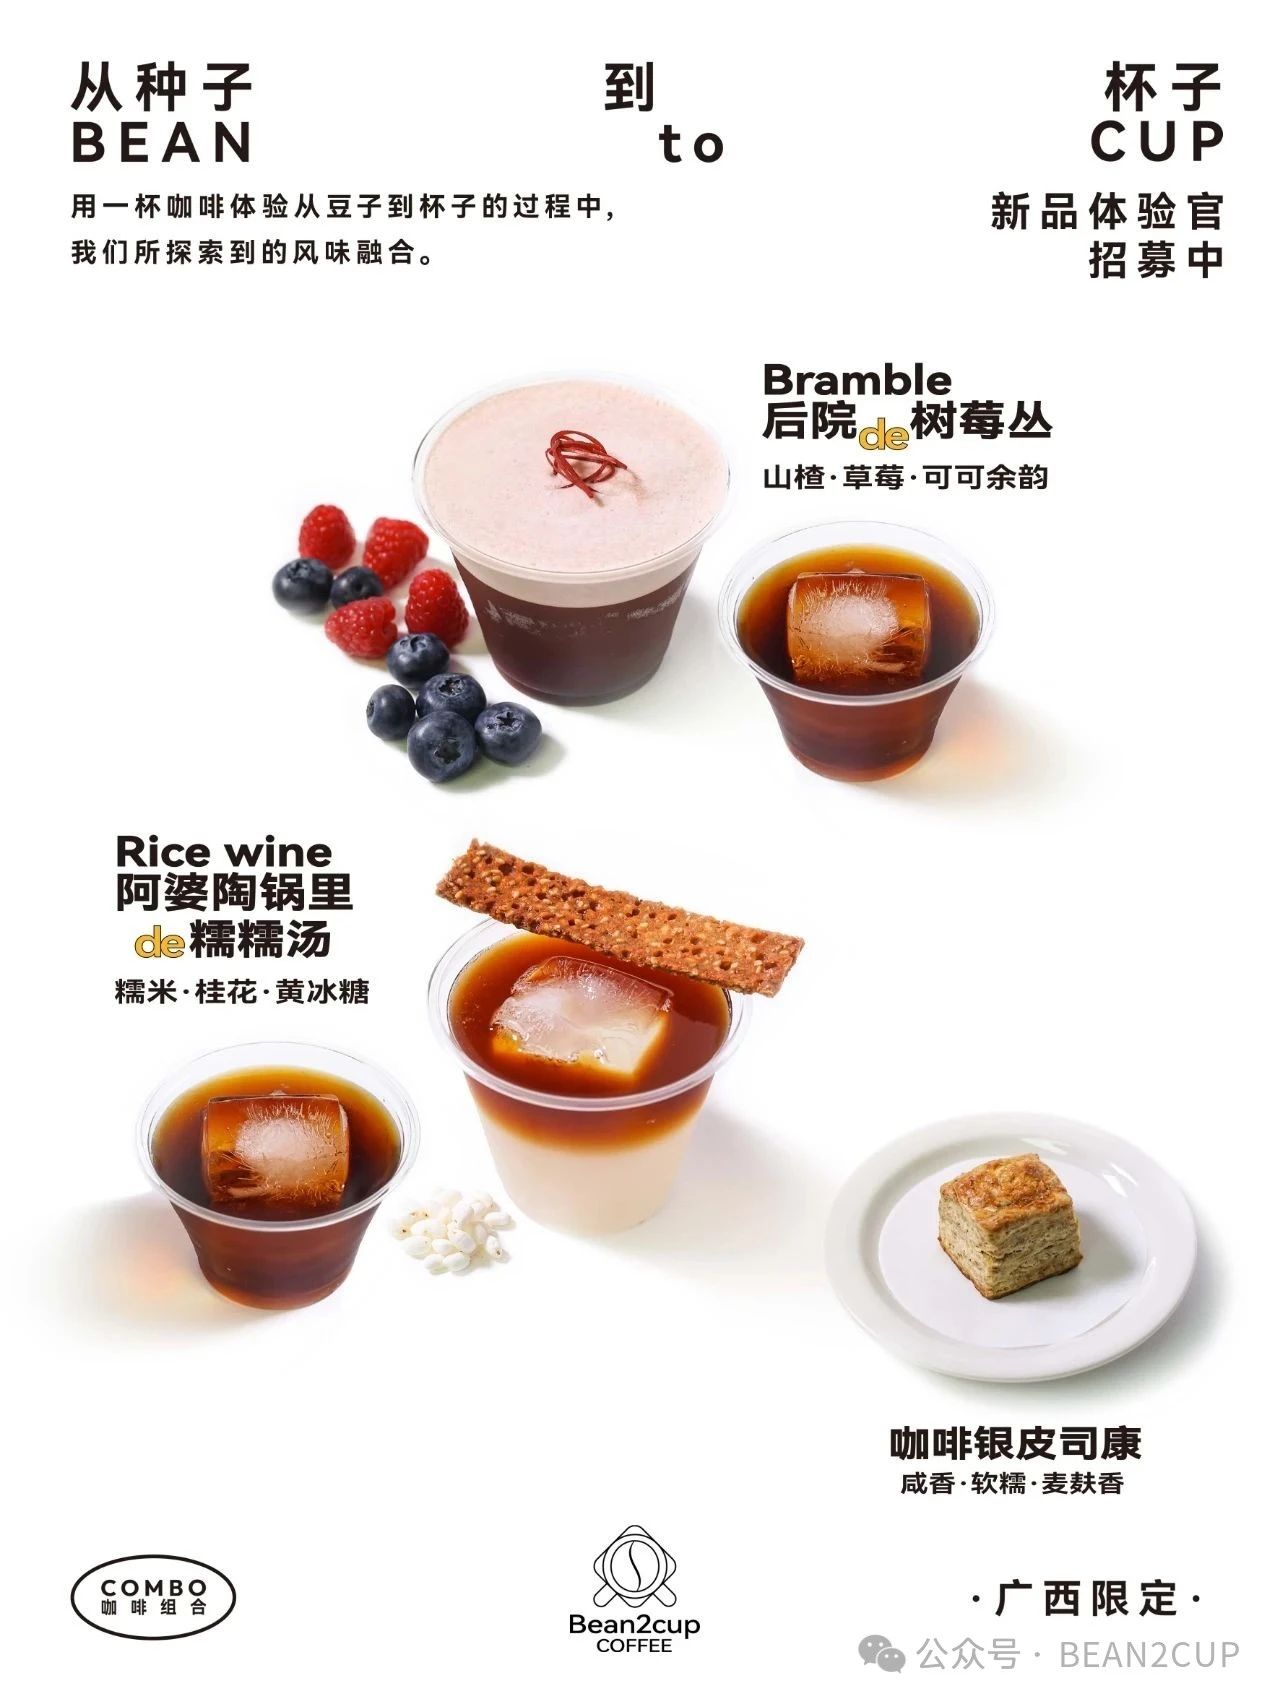 从种子 到 杯子
BEAN to CUP
用一杯咖啡体验从豆子到杯子的过程中,
我们所探索到的风味融合。
新品体验官
招募中
Bramble
后院de树莓丛
山楂·草莓·可可余韵
Rice wine
阿婆陶锅里
de糯糯汤
糯米·桂花·黄冰糖
咖啡银皮司康
咸香·软糯·麦麸香
COMBO
咖啡组合
Bean2cup
COFFEE
·广西限定·
公众号·BEAN2CUP